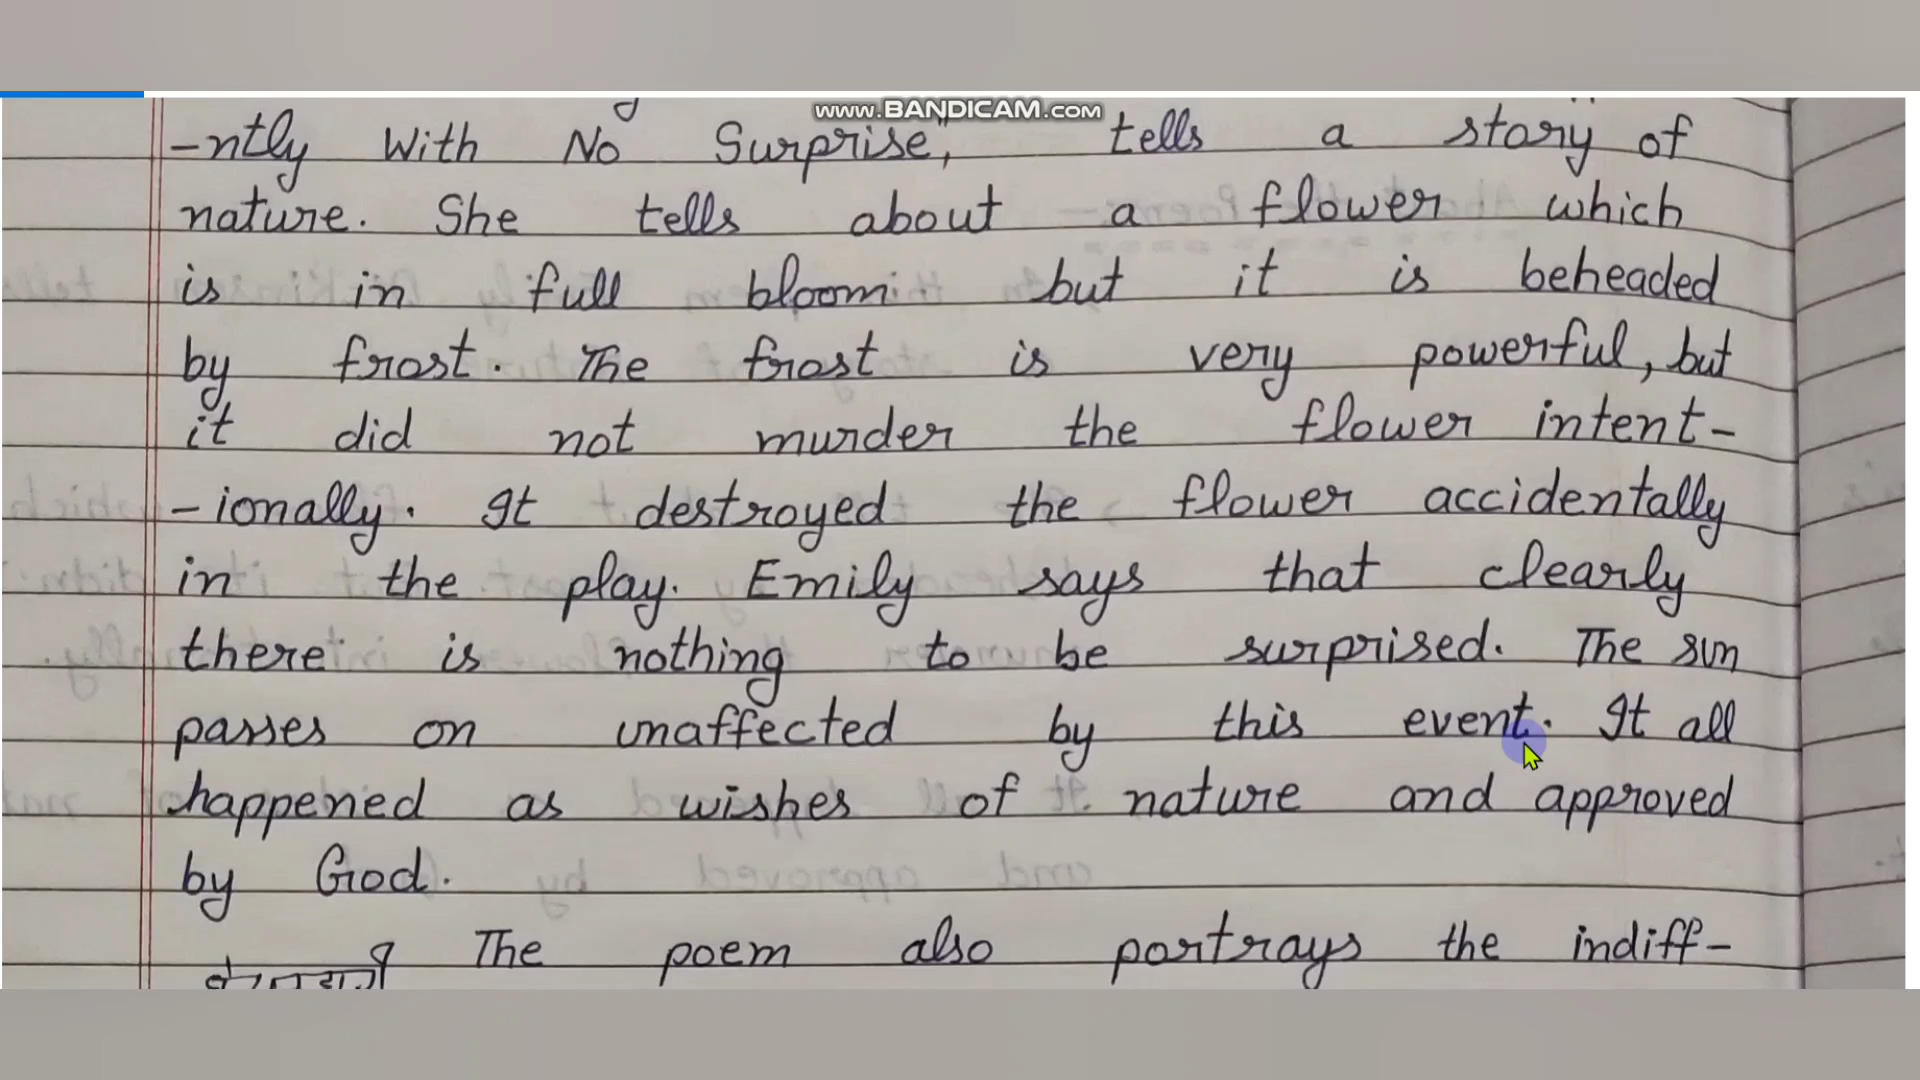 www.BANDICAM.com
-ntly With No Surprise," tells a story of
nature. She tells about a flower which
is in full bloom. but it is beheaded
by frost. The frost is very powerful, but
it did not murder the flower intent-
-ionally. It destroyed the flower accidentally
in the play. Emily says that clearly
there is nothing to be surprised. The sun
passes on unaffected by this event. It all
happened as wishes of nature and approved
by God.
The poem also portrays the indiff-